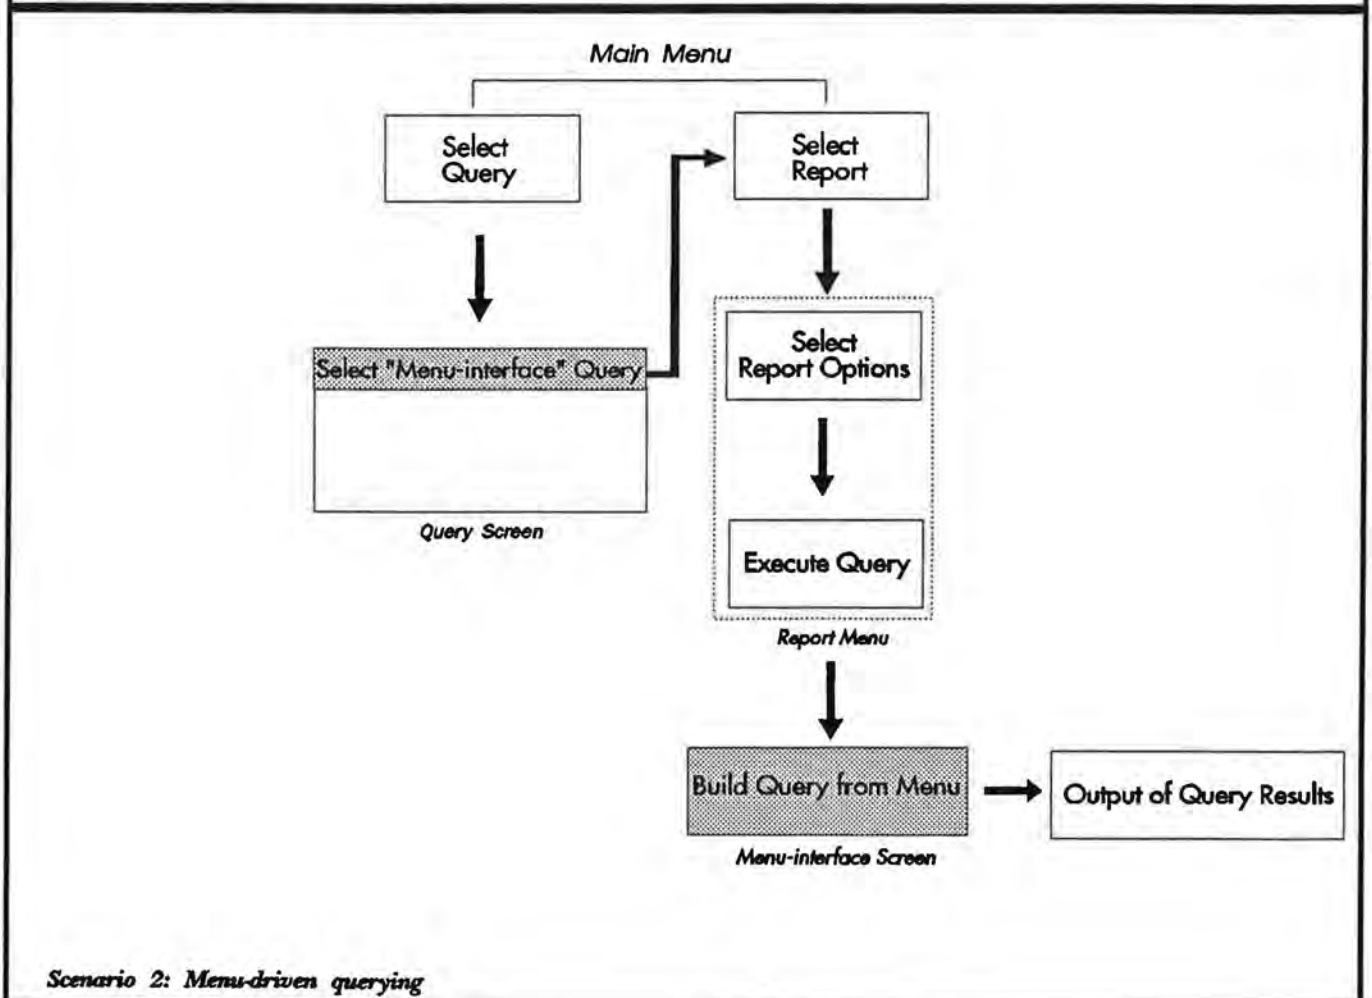 Main Menu
Select
Query
Select
Report
Select "Menu-interface" Query
Query Screen
Select
Report Options
Execute Query
Report Menu
Build Query from Menu
Menu-interface Screen
Output of Query Results
Scenario 2: Menu-driven querying